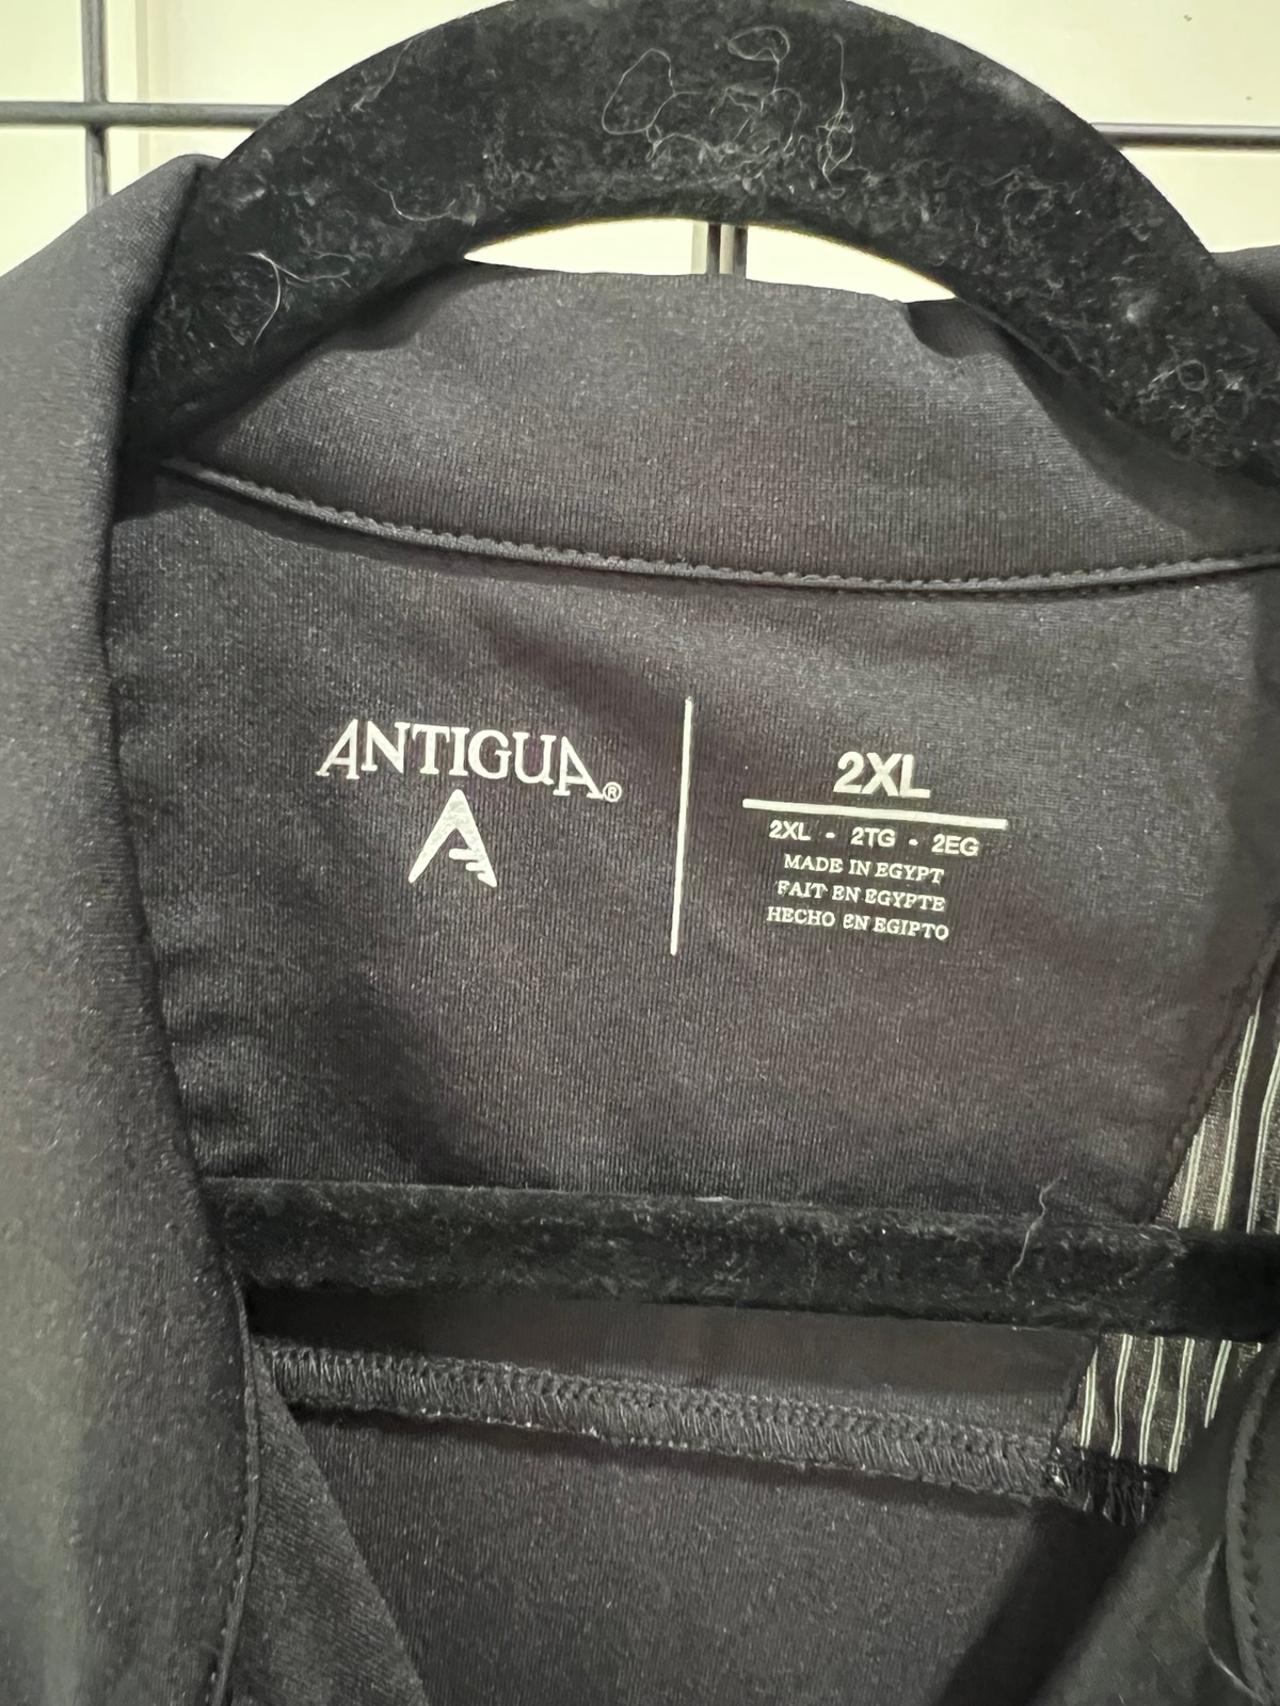 ANTIGUA®
2XL
2XL - 2TG - 2EG
MADE IN EGYPT
FAIT EN EGYPTE
HECHO EN EGIPTO